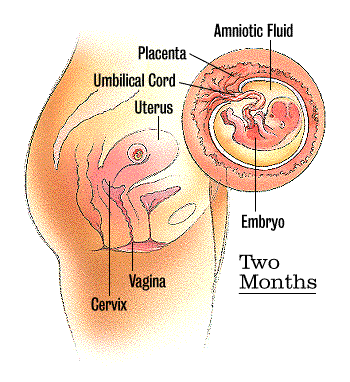 Amniotic Fluid
Placenta
Umbilical Cord
Uterus
Embryo
Two
Months
Vagina
Cervix